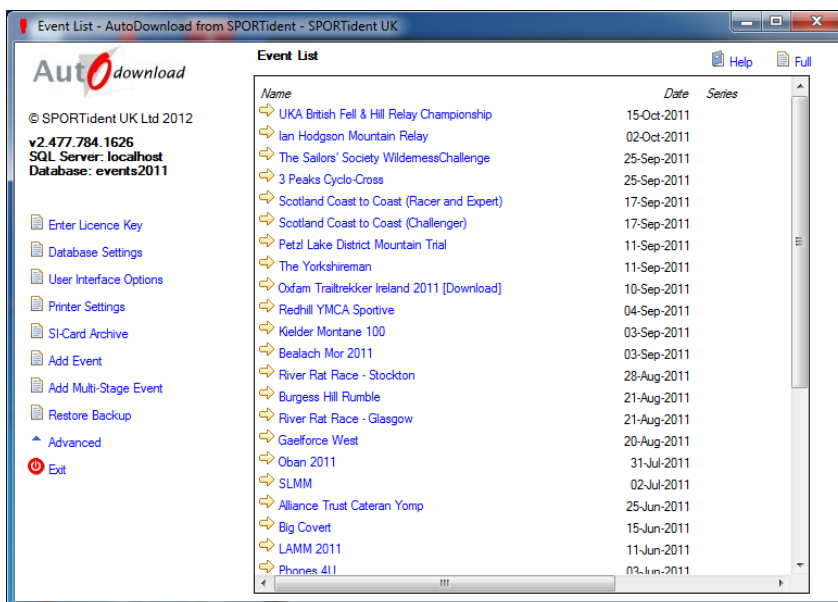 Event List - AutoDownload from SPORTident - SPORTident UK
AutOdownload
© SPORTident UK Ltd 2012
v2.477.784.1626
SQL Server: localhost
Database: events2011
Enter Licence Key
Database Settings
User Interface Options
Printer Settings
SI-Card Archive
Add Event
Add Multi-Stage Event
Restore Backup
Advanced
Exit
Event List
Help
Full
Name Date Series
UKA British Fell & Hill Relay Championship 15-Oct-2011
Ian Hodgson Mountain Relay 02-Oct-2011
The Sailors' Society WildernessChallenge 25-Sep-2011
3 Peaks Cyclo-Cross 25-Sep-2011
Scotland Coast to Coast (Racer and Expert) 17-Sep-2011
Scotland Coast to Coast (Challenger) 17-Sep-2011
Petzl Lake District Mountain Trial 11-Sep-2011
The Yorkshireman 11-Sep-2011
Oxfam Trailtrekker Ireland 2011 [Download] 10-Sep-2011
Redhill YMCA Sportive 04-Sep-2011
Kielder Montane 100 03-Sep-2011
Bealach Mor 2011 03-Sep-2011
River Rat Race - Stockton 28-Aug-2011
Burgess Hill Rumble 21-Aug-2011
River Rat Race - Glasgow 21-Aug-2011
Gaelforce West 20-Aug-2011
Oban 2011 31-Jul-2011
SLMM 02-Jul-2011
Alliance Trust Cateran Yomp 25-Jun-2011
Big Covert 15-Jun-2011
LAMM 2011 11-Jun-2011
Phones 4U 03-Jun-2011